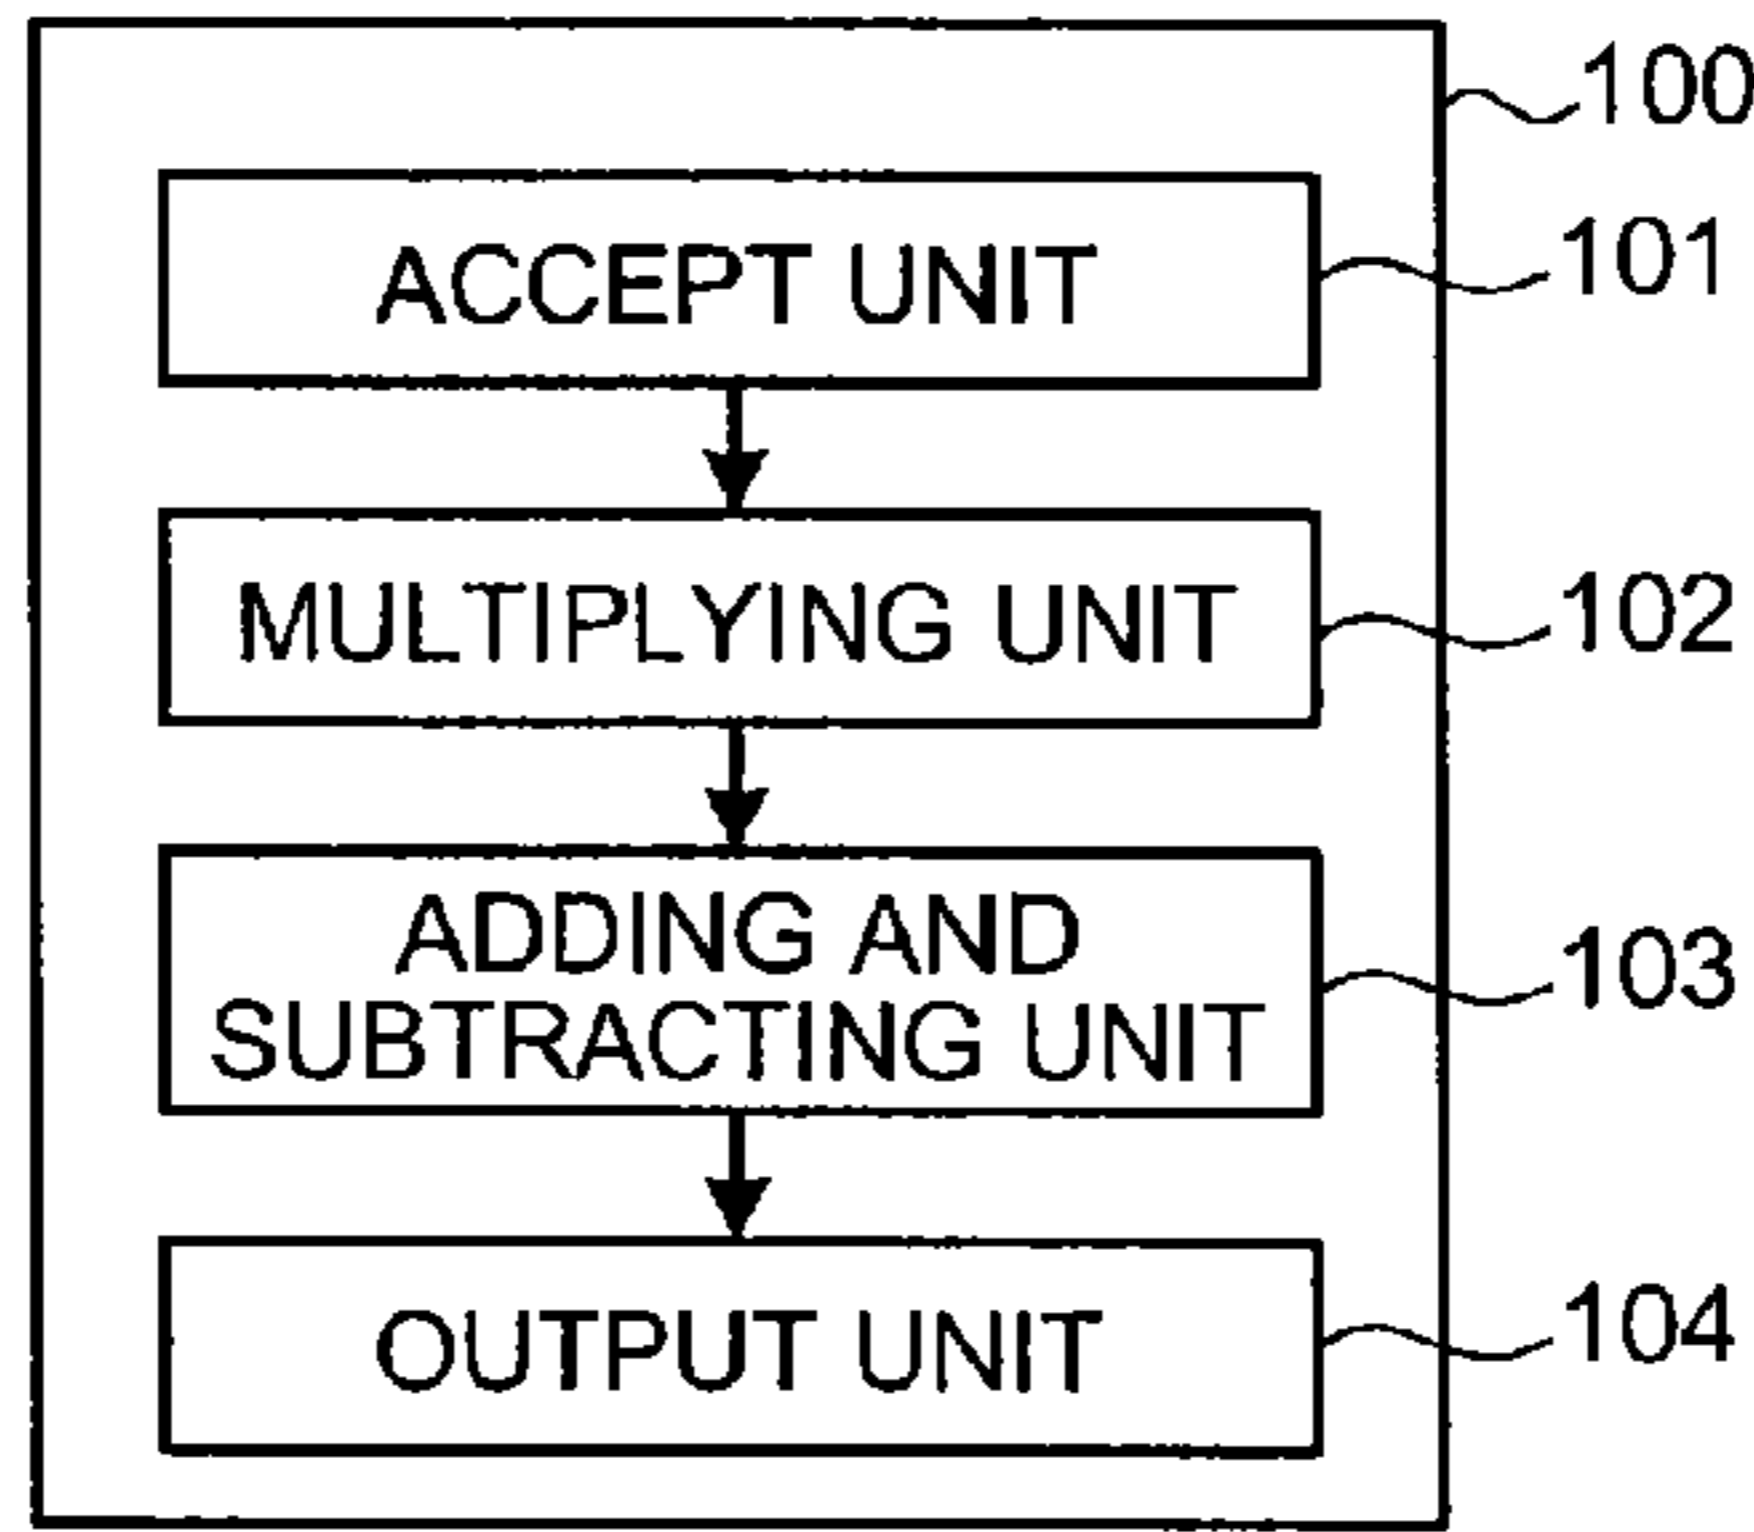 100
ACCEPT UNIT
101
MULTIPLYING UNIT
102
ADDING AND
SUBTRACTING UNIT
103
OUTPUT UNIT
104